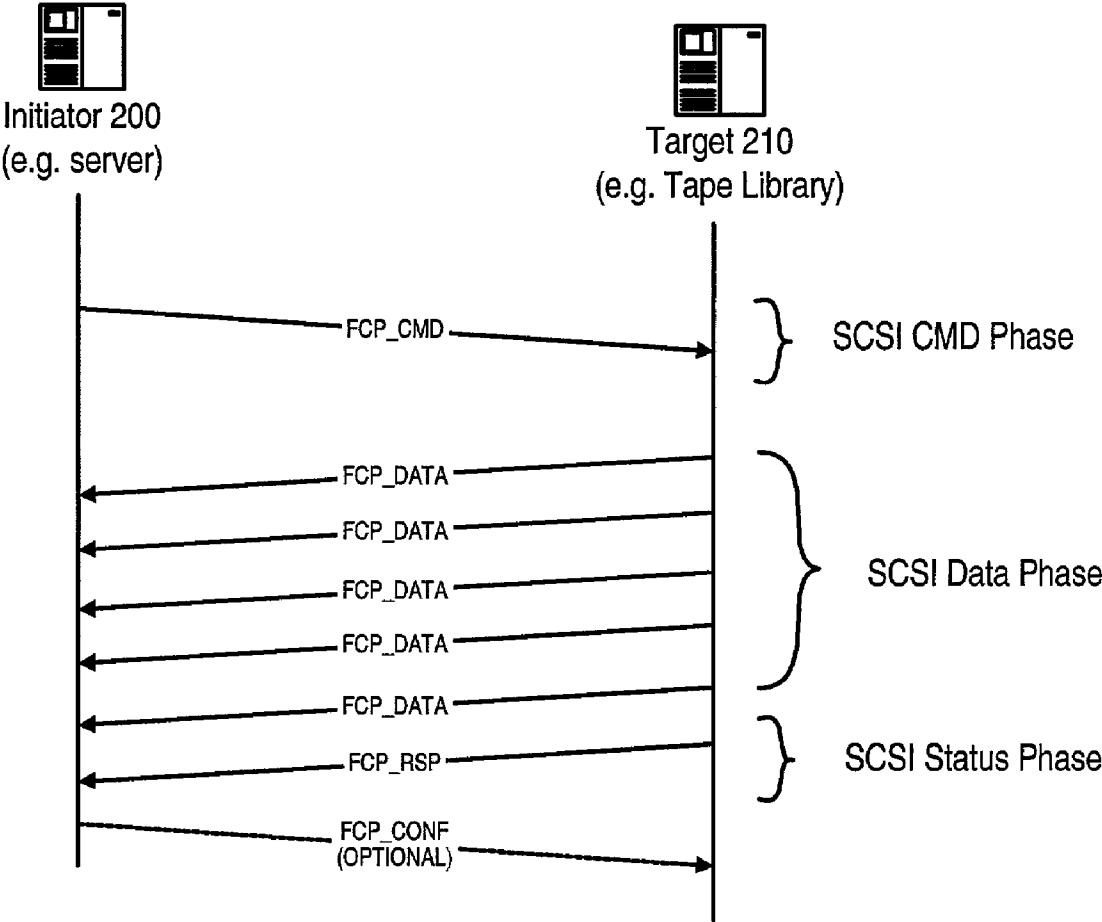 Initiator 200
(e.g. server)
Target 210
(e.g. Tape Library)
FCP_CMD
SCSI CMD Phase
FCP_DATA
FCP_DATA
FCP_DATA
SCSI Data Phase
FCP_DATA
FCP_DATA
FCP_RSP
SCSI Status Phase
FCP_CONF
(OPTIONAL)